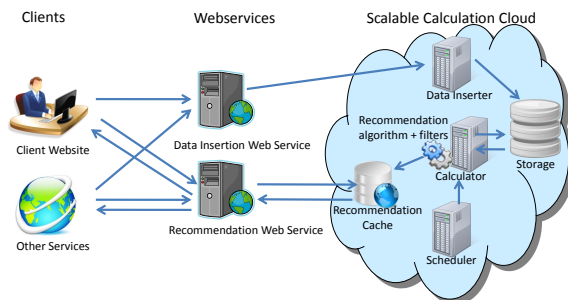 Clients
Webservices
Scalable Calculation Cloud
Client Website
Data Insertion Web Service
Data Inserter
Recommendation
algorithm + filters
Calculator
Storage
Other Services
Recommendation Web Service
Recommendation
Cache
Scheduler